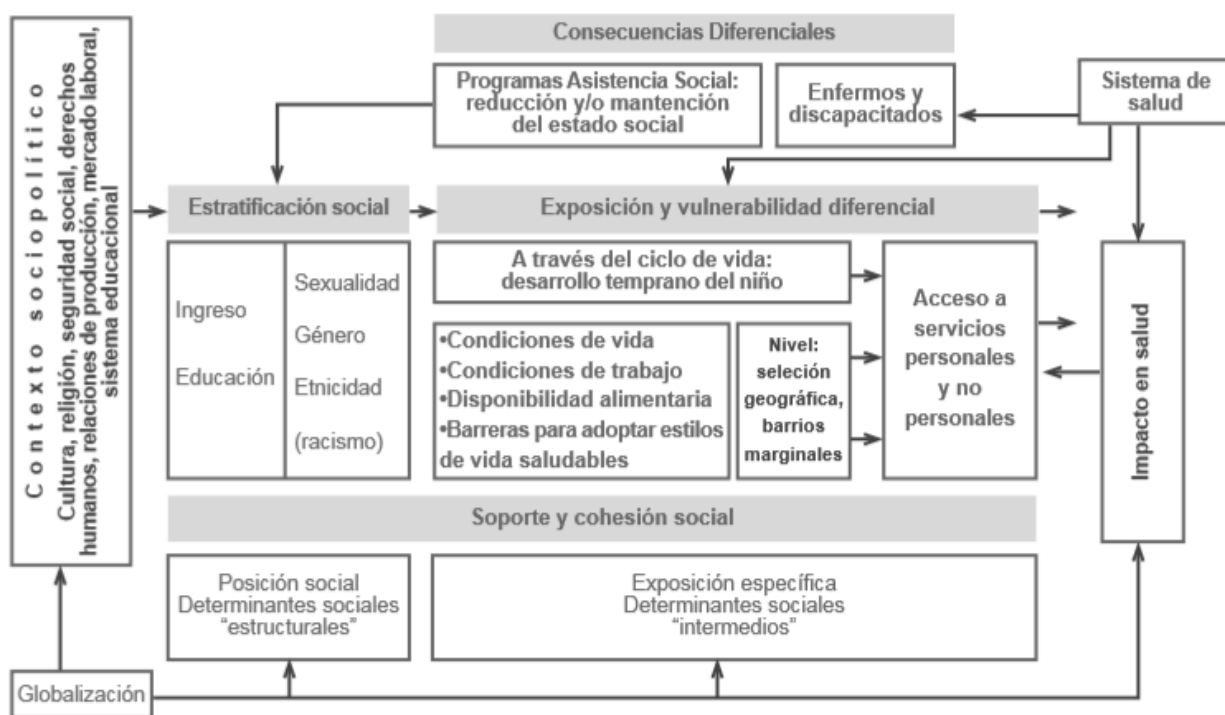 Contexto sociopolítico
Cultura, religión, seguridad social, derechos
humanos, relaciones de producción, mercado laboral,
sistema educacional
Consecuencias Diferenciales
Programas Asistencia Social:
reducción y/o mantención
del estado social
Enfermos y
discapacitados
Sistema de
salud
Estratificación social
Exposición y vulnerabilidad diferencial
Ingreso
Educación
Sexualidad
Género
Etnicidad
(racismo)
A través del ciclo de vida:
desarrollo temprano del niño
•Condiciones de vida
•Condiciones de trabajo
•Disponibilidad alimentaria
•Barreras para adoptar estilos
de vida saludables
Nivel:
seleción
geográfica,
barrios
marginales
Acceso a
servicios
personales
y no
personales
Impacto en salud
Soporte y cohesión social
Posición social
Determinantes sociales
“estructurales”
Exposición específica
Determinantes sociales
“intermedios”
Globalización